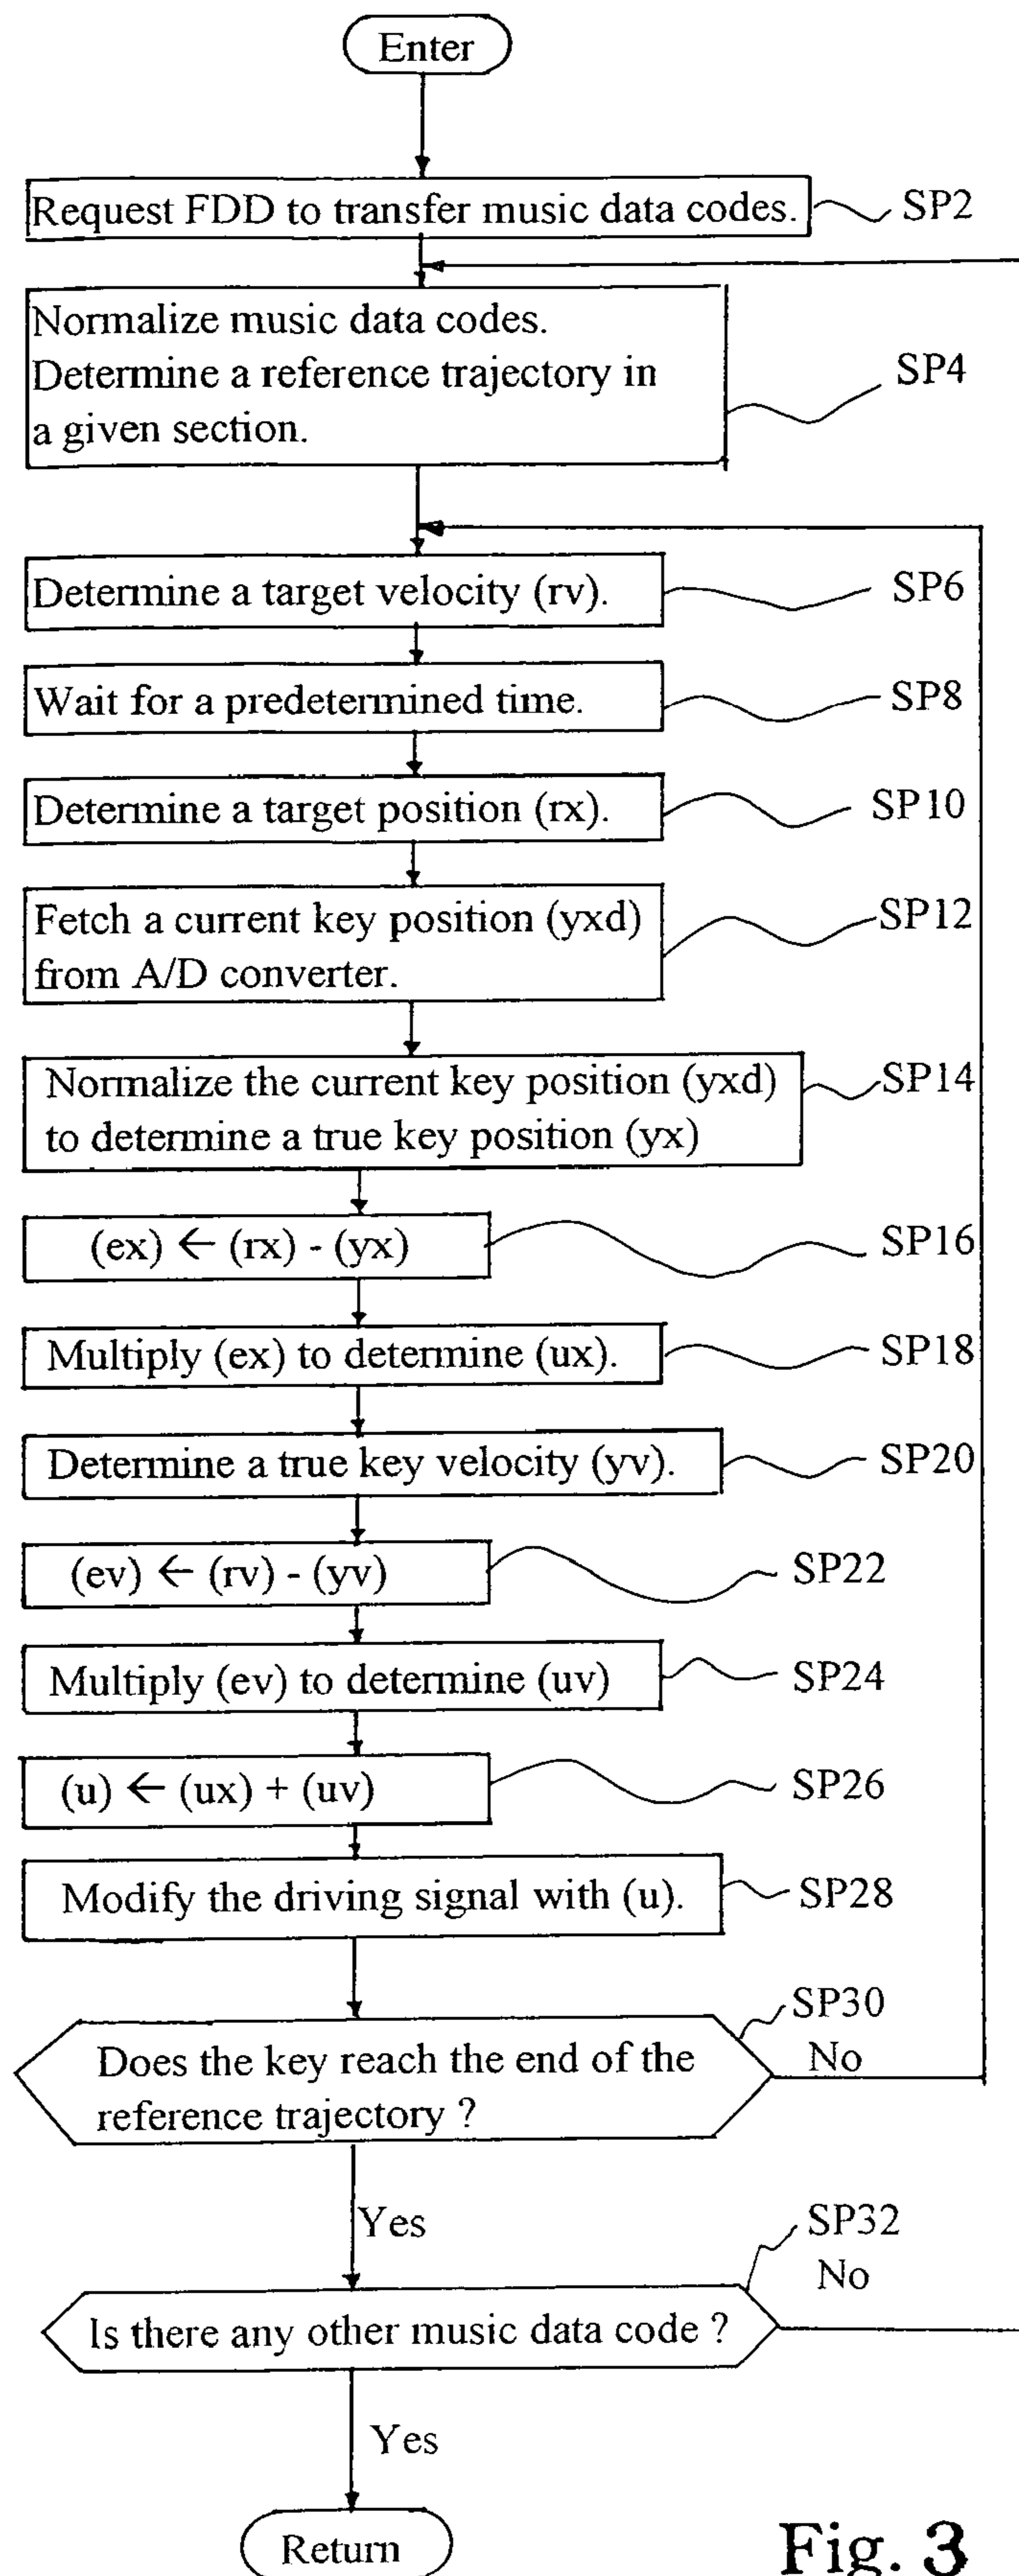 Enter
Request FDD to transfer music data codes.
SP2
Normalize music data codes.
Determine a reference trajectory in
a given section.
SP4
Determine a target velocity (rv).
SP6
Wait for a predetermined time.
SP8
Determine a target position (rx).
SP10
Fetch a current key position (yxd)
from A/D converter.
SP12
Normalize the current key position (yxd)
to determine a true key position (yx)
SP14
(ex) ← (rx) - (yx)
SP16
Multiply (ex) to determine (ux).
SP18
Determine a true key velocity (yv).
SP20
(ev) ← (rv) - (yv)
SP22
Multiply (ev) to determine (uv)
SP24
(u) ← (ux) + (uv)
SP26
Modify the driving signal with (u).
SP28
SP30
Does the key reach the end of the
reference trajectory ?
No
Yes
SP32
No
Is there any other music data code ?
Yes
Return
Fig. 3